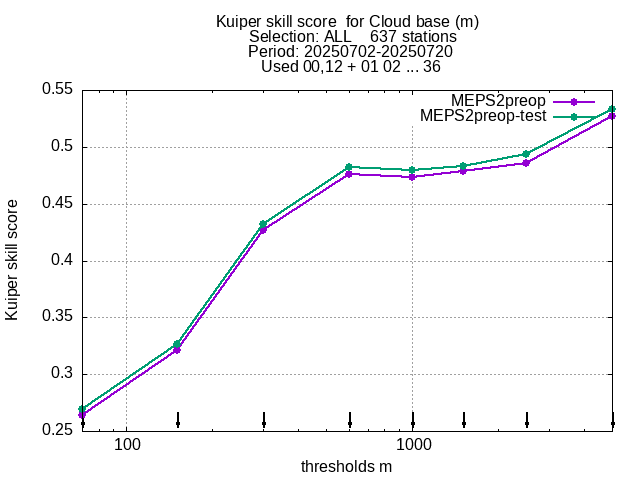 Kuiper skill score  for Cloud base (m)
Selection: ALL    637 stations
Period: 20250702-20250720
Used 00,12 + 01 02 ... 36
MEPS2preop
MEPS2preop-test
0.55
0.5
0.45
0.4
0.35
0.3
0.25
Kuiper skill score
100
1000
thresholds m